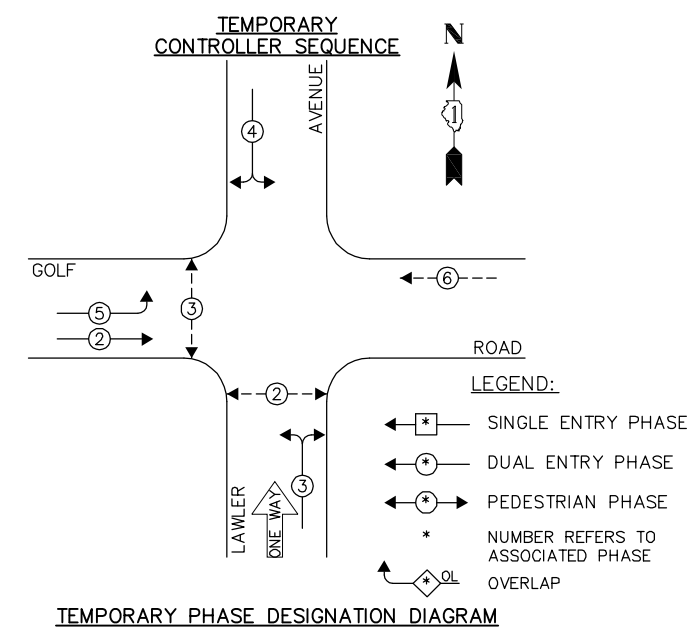 TEMPORARY
CONTROLLER SEQUENCE
N
AVENUE
4
1
GOLF
6
5
3
2
ROAD
2
LEGEND:
* SINGLE ENTRY PHASE
* DUAL ENTRY PHASE
3
LAWLER
ONE WAY
* PEDESTRIAN PHASE
* NUMBER REFERS TO
ASSOCIATED PHASE
* OL OVERLAP
TEMPORARY PHASE DESIGNATION DIAGRAM